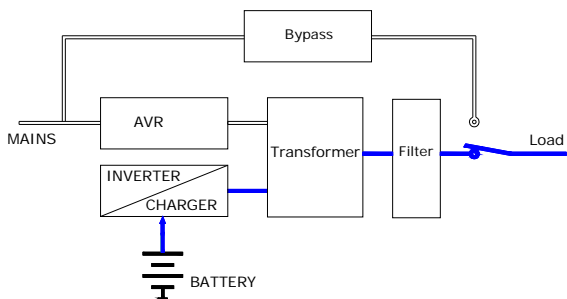 Bypass
MAINS
AVR
Transformer
Filter
Load
INVERTER
CHARGER
BATTERY